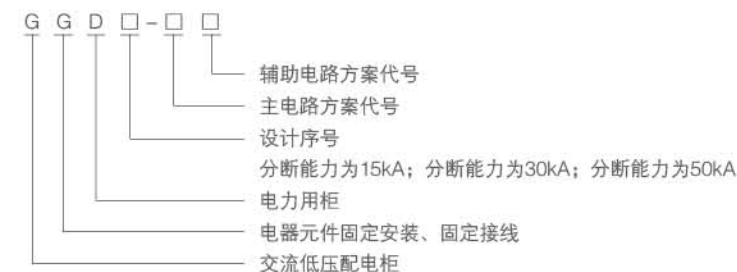 GGD□-□□
辅助电路方案代号
主电路方案代号
设计序号
分断能力为15kA；分断能力为30kA；分断能力为50kA
电力用柜
电器元件固定安装、固定接线
交流低压配电柜